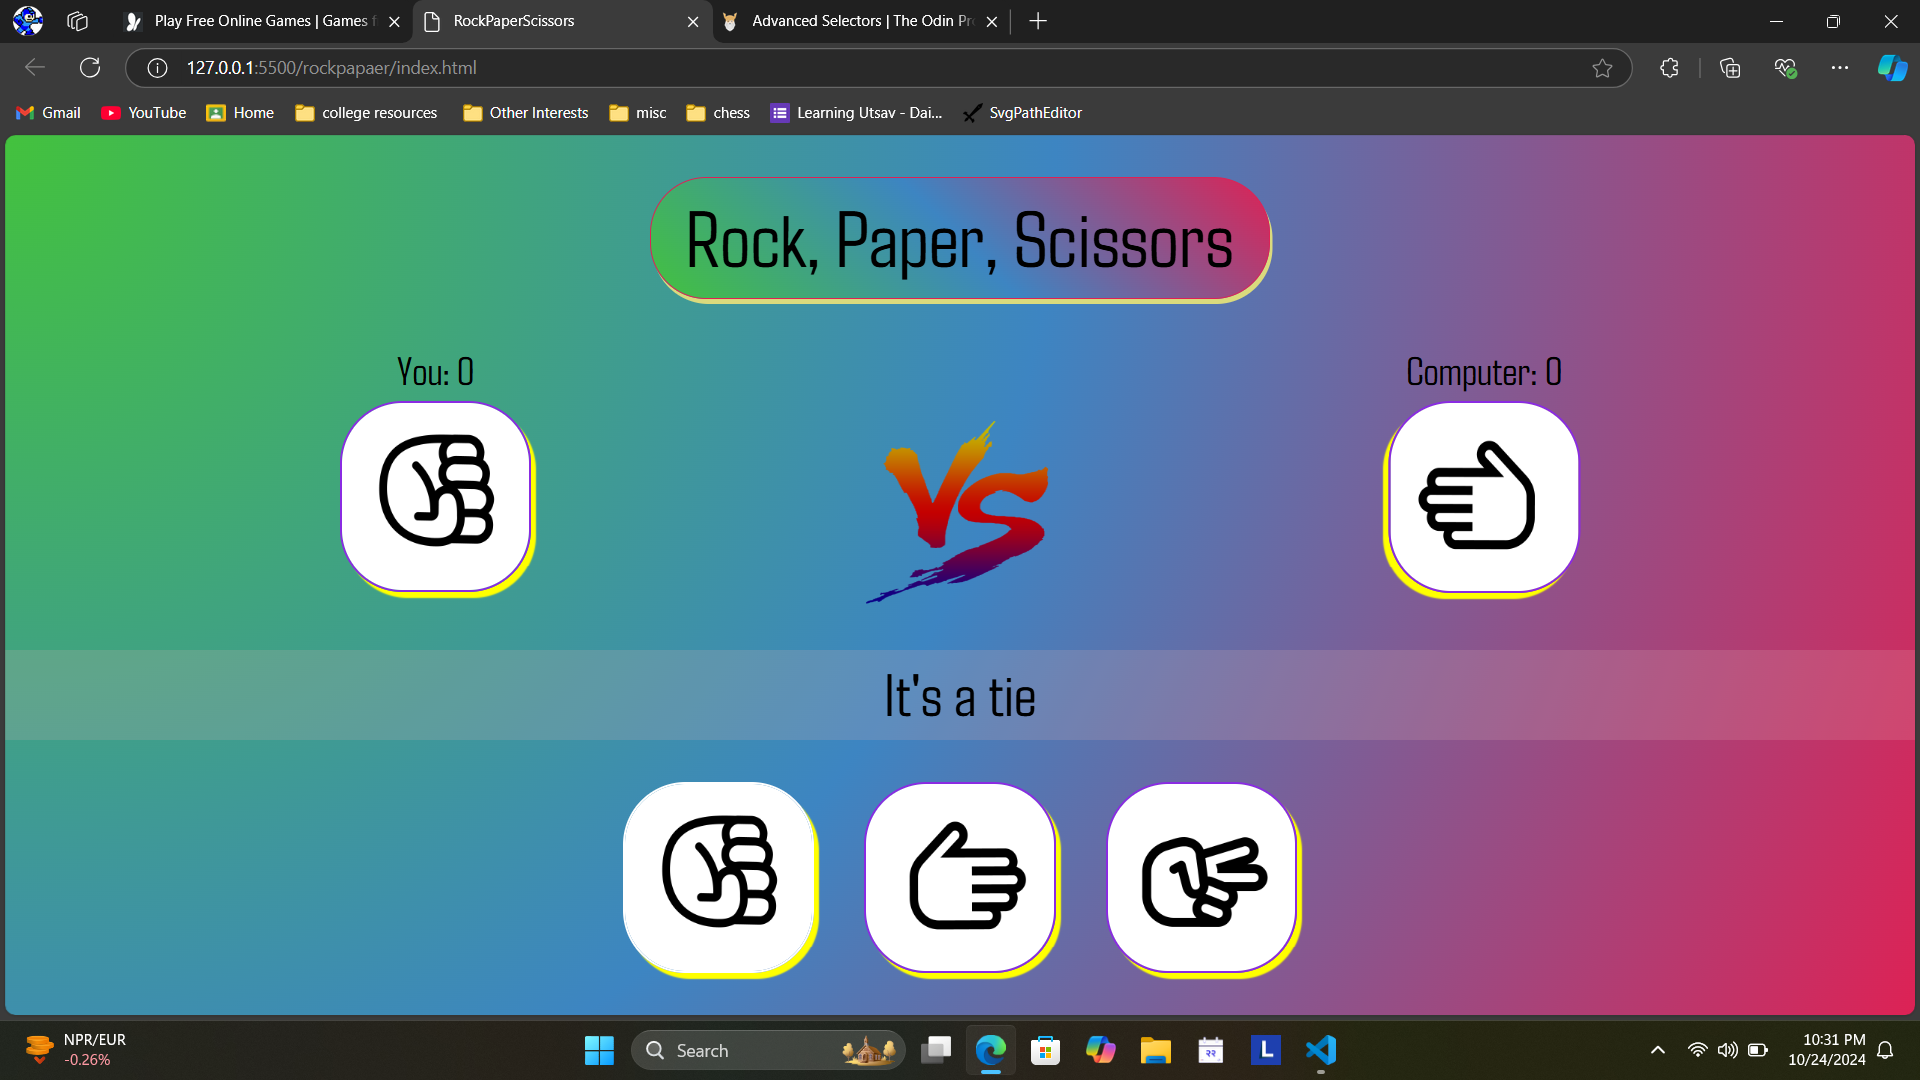 Play Free Online Games | Games f
RockPaperScissors
Advanced Selectors | The Odin Pr
127.0.0.1:5500/rockpapaer/index.html
Gmail
YouTube
Home
college resources
Other Interests
misc
chess
Learning Utsav - Dai...
SvgPathEditor
Rock, Paper, Scissors
You: 0
Computer: 0
VS
It's a tie
NPR/EUR
-0.26%
Search
L
10:31 PM
10/24/2024